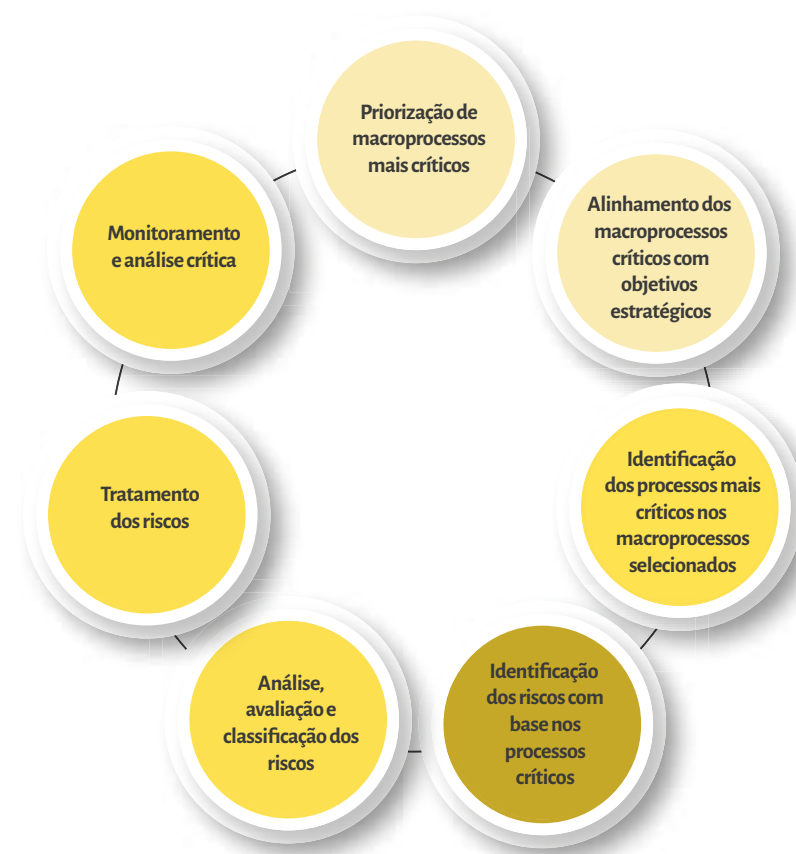 Priorização de
macroprocessos
mais críticos
Alinhamento dos
macroprocessos
críticos com
objetivos
estratégicos
Identificação
dos processos mais
críticos nos
macroprocessos
selecionados
Identificação
dos riscos com
base nos
processos
críticos
Análise,
avaliação e
classificação dos
riscos
Tratamento
dos riscos
Monitoramento
e análise crítica